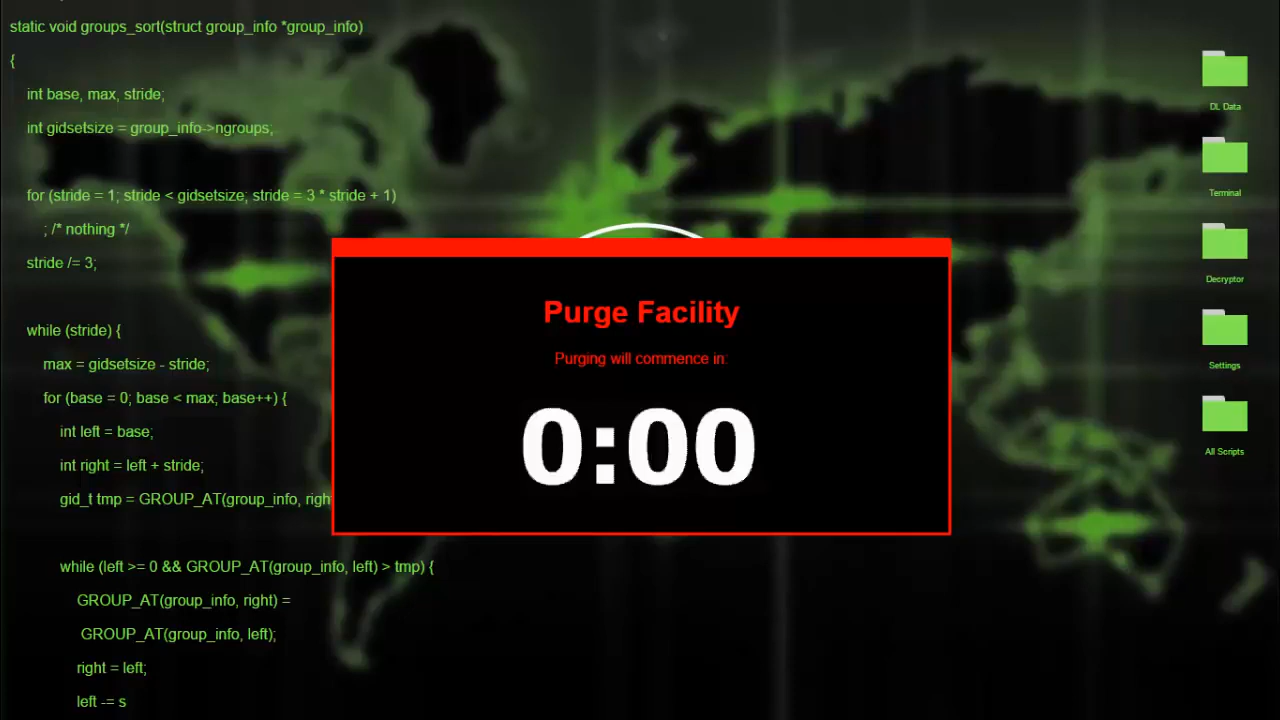 static void groups_sort(struct group_info *group_info)
{
int base, max, stride;
int gidsetsize = group_info->ngroups;
for (stride = 1; stride < gidsetsize; stride = 3 * stride + 1)
; /* nothing */
stride /= 3;
while (stride) {
max = gidsetsize - stride;
for (base = 0; base < max; base++) {
int left = base;
int right = left + stride;
gid_t tmp = GROUP_AT(group_info, righ
while (left >= 0 && GROUP_AT(group_info, left) > tmp) {
GROUP_AT(group_info, right) =
GROUP_AT(group_info, left);
right = left;
left -= s
Purge Facility
Purging will commence in:
0:00
DL Data
Terminal
Decryptor
Settings
All Scripts